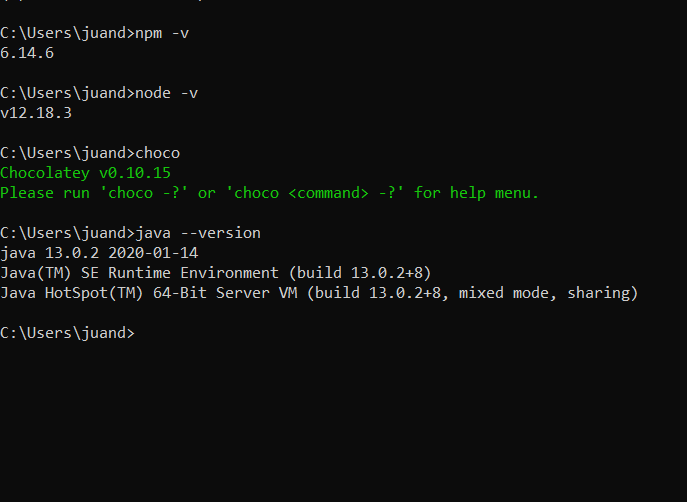 C:\Users\juand>npm -v
6.14.6
C:\Users\juand>node -v
v12.18.3
C:\Users\juand>choco
Chocolatey v0.10.15
Please run 'choco -?' or 'choco <command> -?' for help menu.
C:\Users\juand>java --version
java 13.0.2 2020-01-14
Java(TM) SE Runtime Environment (build 13.0.2+8)
Java HotSpot(TM) 64-Bit Server VM (build 13.0.2+8, mixed mode, sharing)
C:\Users\juand>